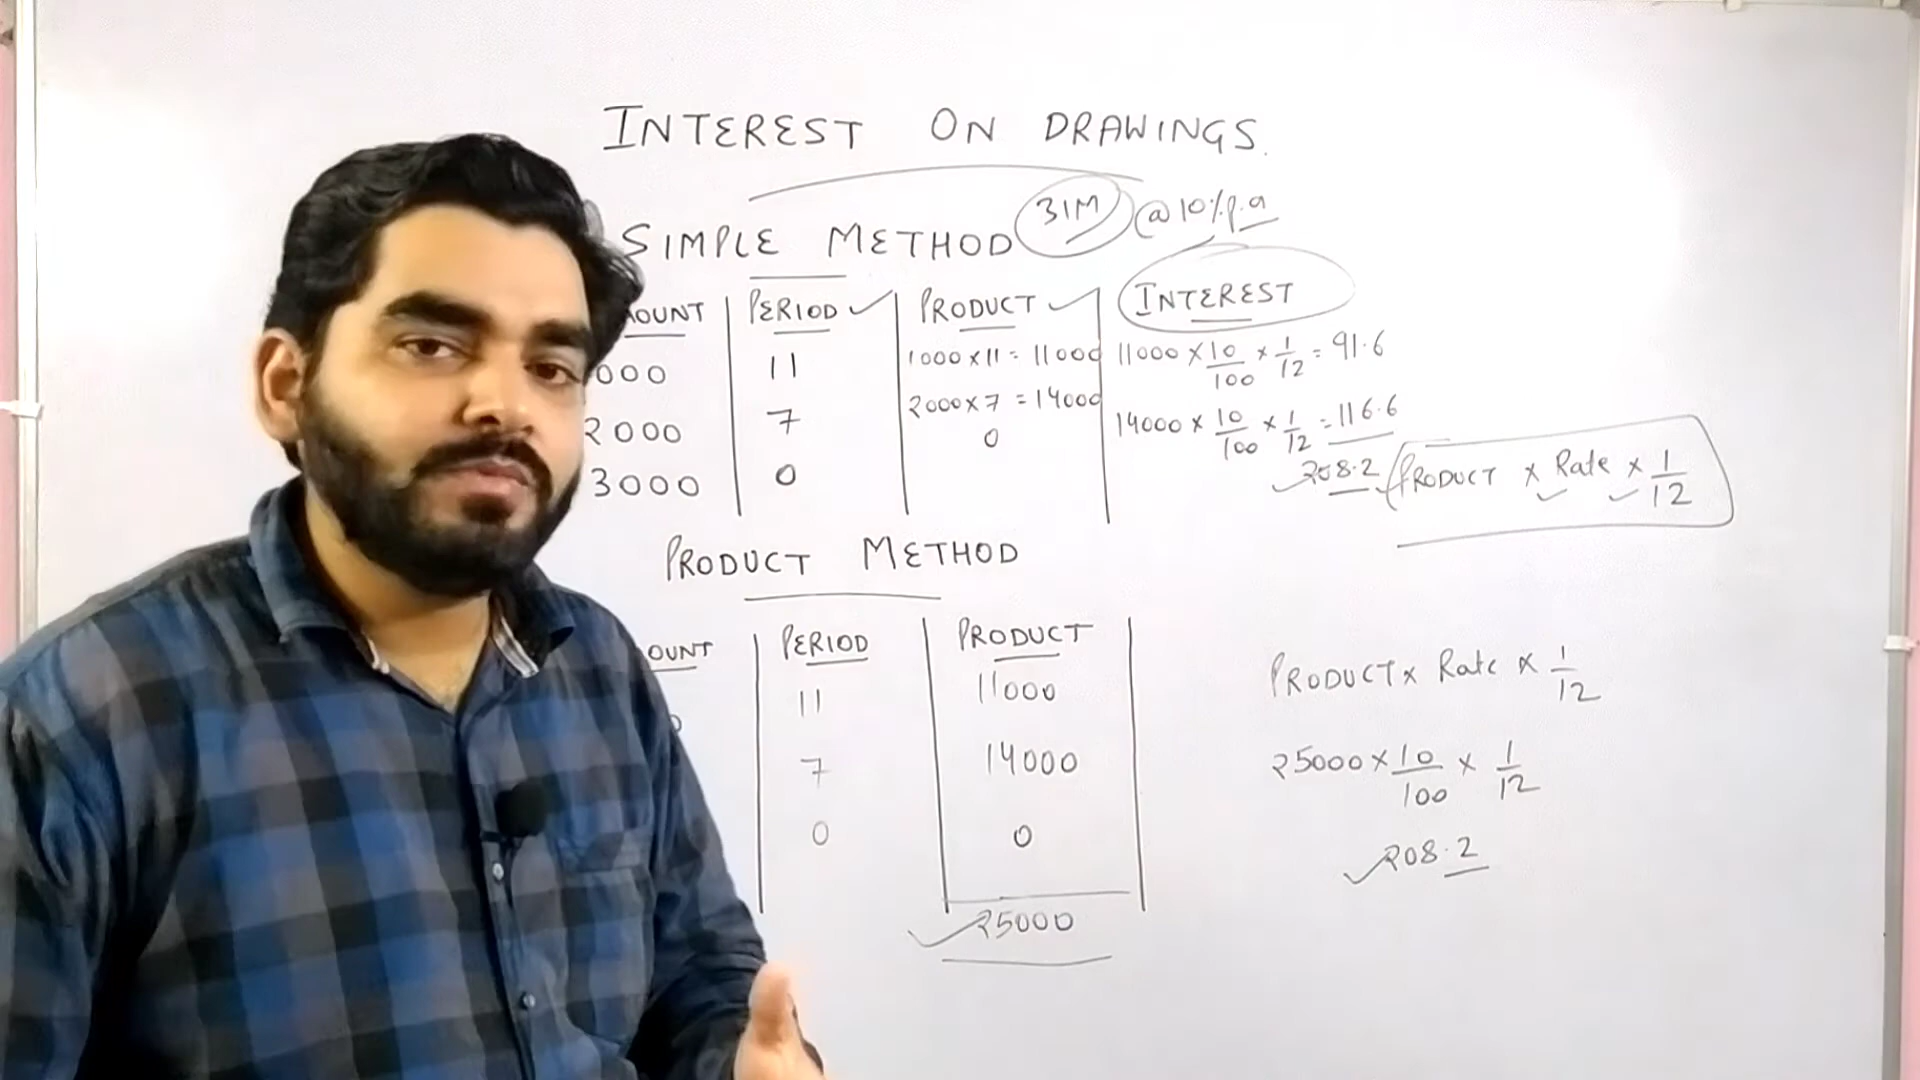 INTEREST ON DRAWINGS.
SIMPLE METHOD 31M @10%p.a
OUNT PERIOD PRODUCT INTEREST
000 11 1000 × 11 = 11000 11000 × 10/100 × 1/12 = 91.6
2000 7 2000 × 7 = 14000 14000 × 10/100 × 1/12 = 116.6
3000 0 0 208.2 PRODUCT × Rate × 1/12
PRODUCT METHOD
OUNT PERIOD PRODUCT
11 11000 PRODUCT × Rate × 1/12
7 14000 25000 × 10/100 × 1/12
0 0 208.2
25000